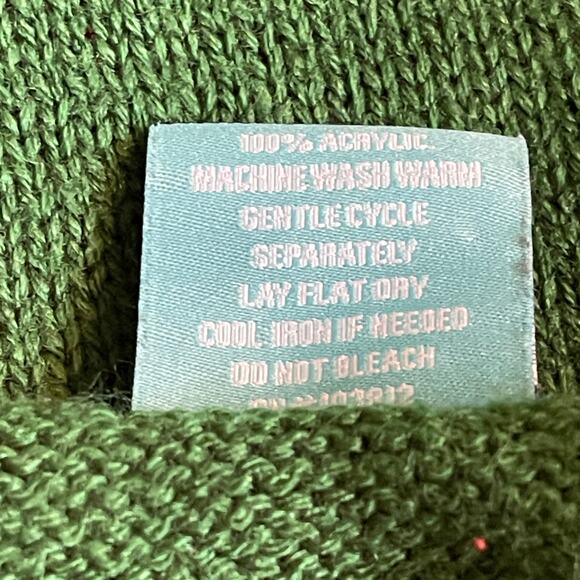 100% ACRYLIC.
MACHINE WASH WARM
GENTLE CYCLE
SEPARATELY
LAY FLAT DRY
COOL IRON IF NEEDED
DO NOT BLEACH